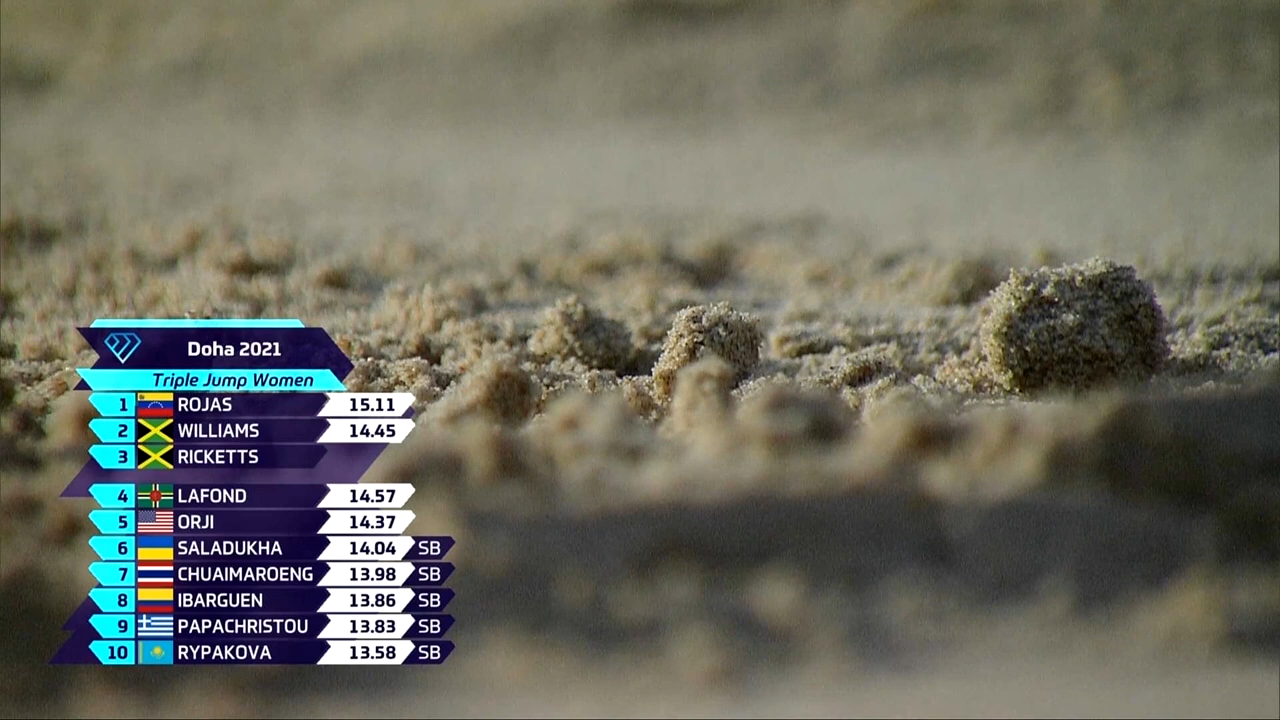 Doha 2021
Triple Jump Women
1 ROJAS 15.11
2 WILLIAMS 14.45
3 RICKETTS
4 LAFOND 14.57
5 ORJI 14.37
6 SALADUKHA 14.04 SB
7 CHUAIMAROENG 13.98 SB
8 IBARGUEN 13.86 SB
9 PAPACHRISTOU 13.83 SB
10 RYPAKOVA 13.58 SB